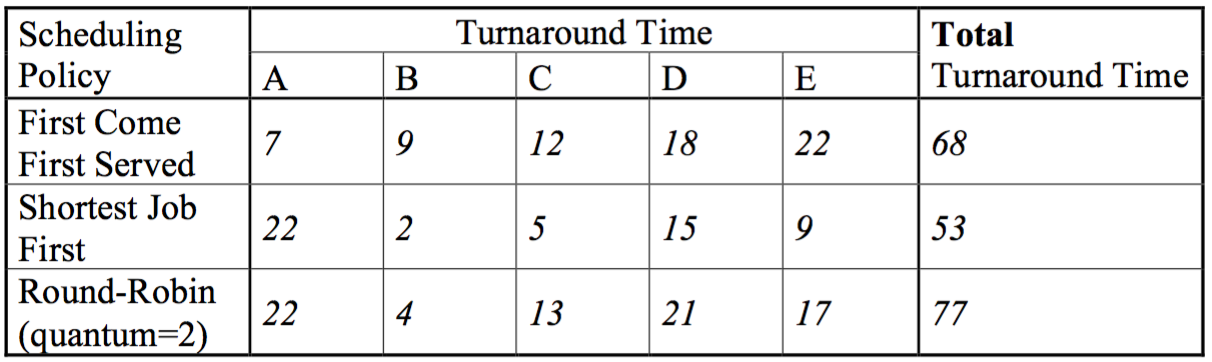 Scheduling Policy | Turnaround Time | Total Turnaround Time
A | B | C | D | E
First Come First Served | 7 | 9 | 12 | 18 | 22 | 68
Shortest Job First | 22 | 2 | 5 | 15 | 9 | 53
Round-Robin (quantum=2) | 22 | 4 | 13 | 21 | 17 | 77